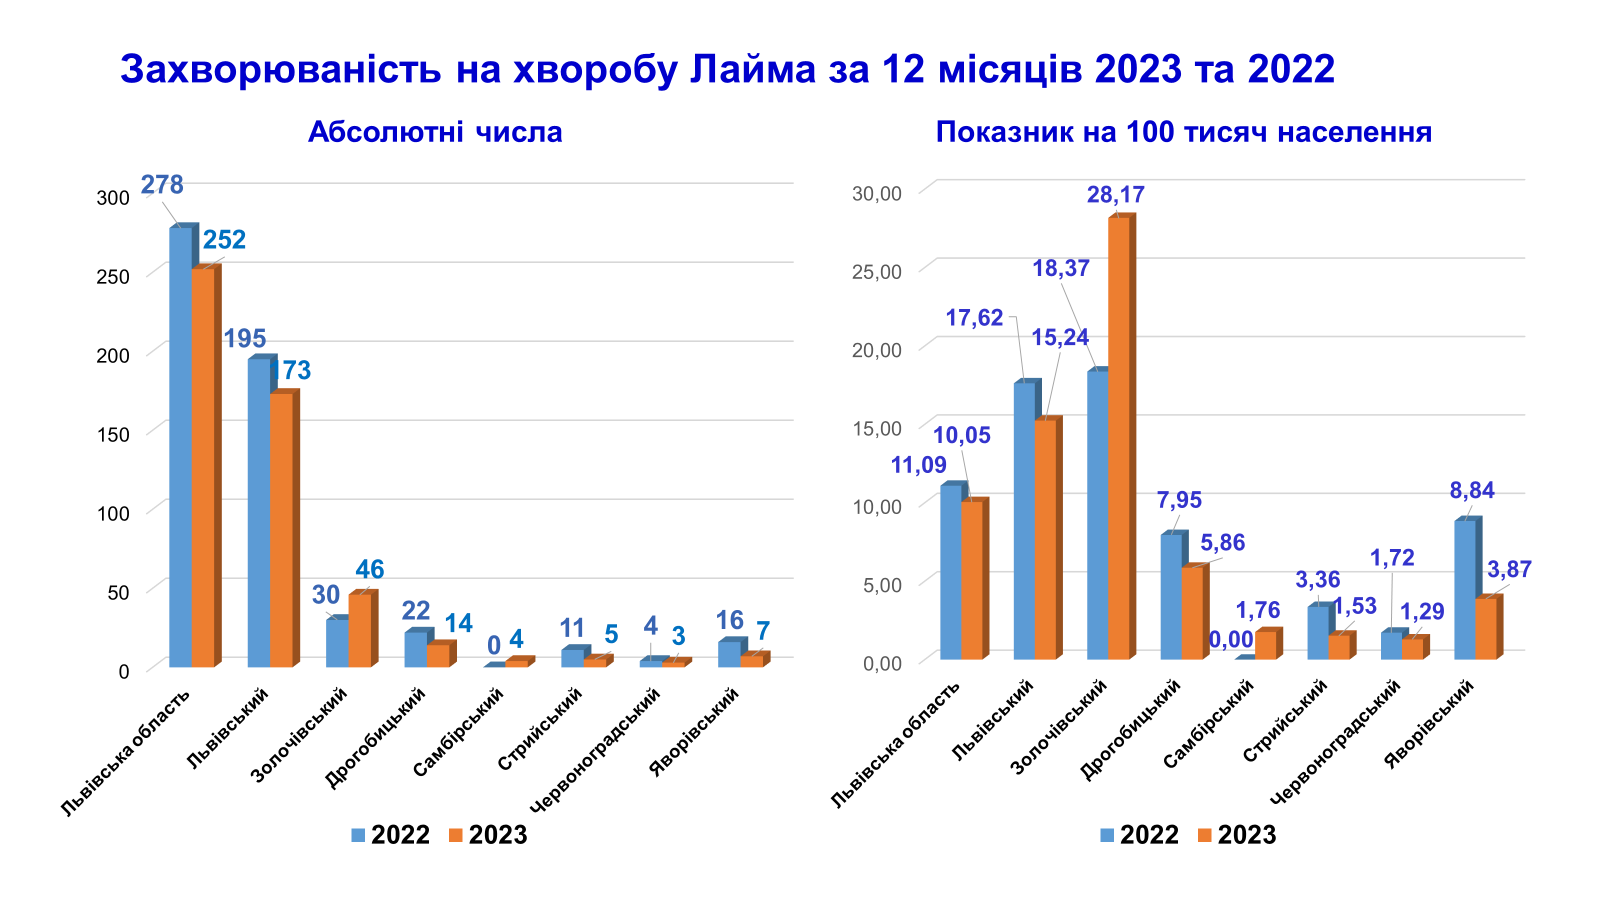 Захворюваність на хворобу Лайма за 12 місяців 2023 та 2022
Абсолютні числа
300
250
200
150
100
50
0
278
252
195
173
30
46
22
14
0
4
11
5
4
3
16
7
Львівська область
Львівський
Золочівський
Дрогобицький
Самбірський
Стрийський
Червоноградський
Яворівський
2022
2023
Показник на 100 тисяч населення
30,00
25,00
20,00
15,00
10,00
5,00
0,00
11,09
10,05
17,62
15,24
18,37
28,17
7,95
5,86
0,00
1,76
3,36
1,53
1,72
1,29
8,84
3,87
Львівська область
Львівський
Золочівський
Дрогобицький
Самбірський
Стрийський
Червоноградський
Яворівський
2022
2023